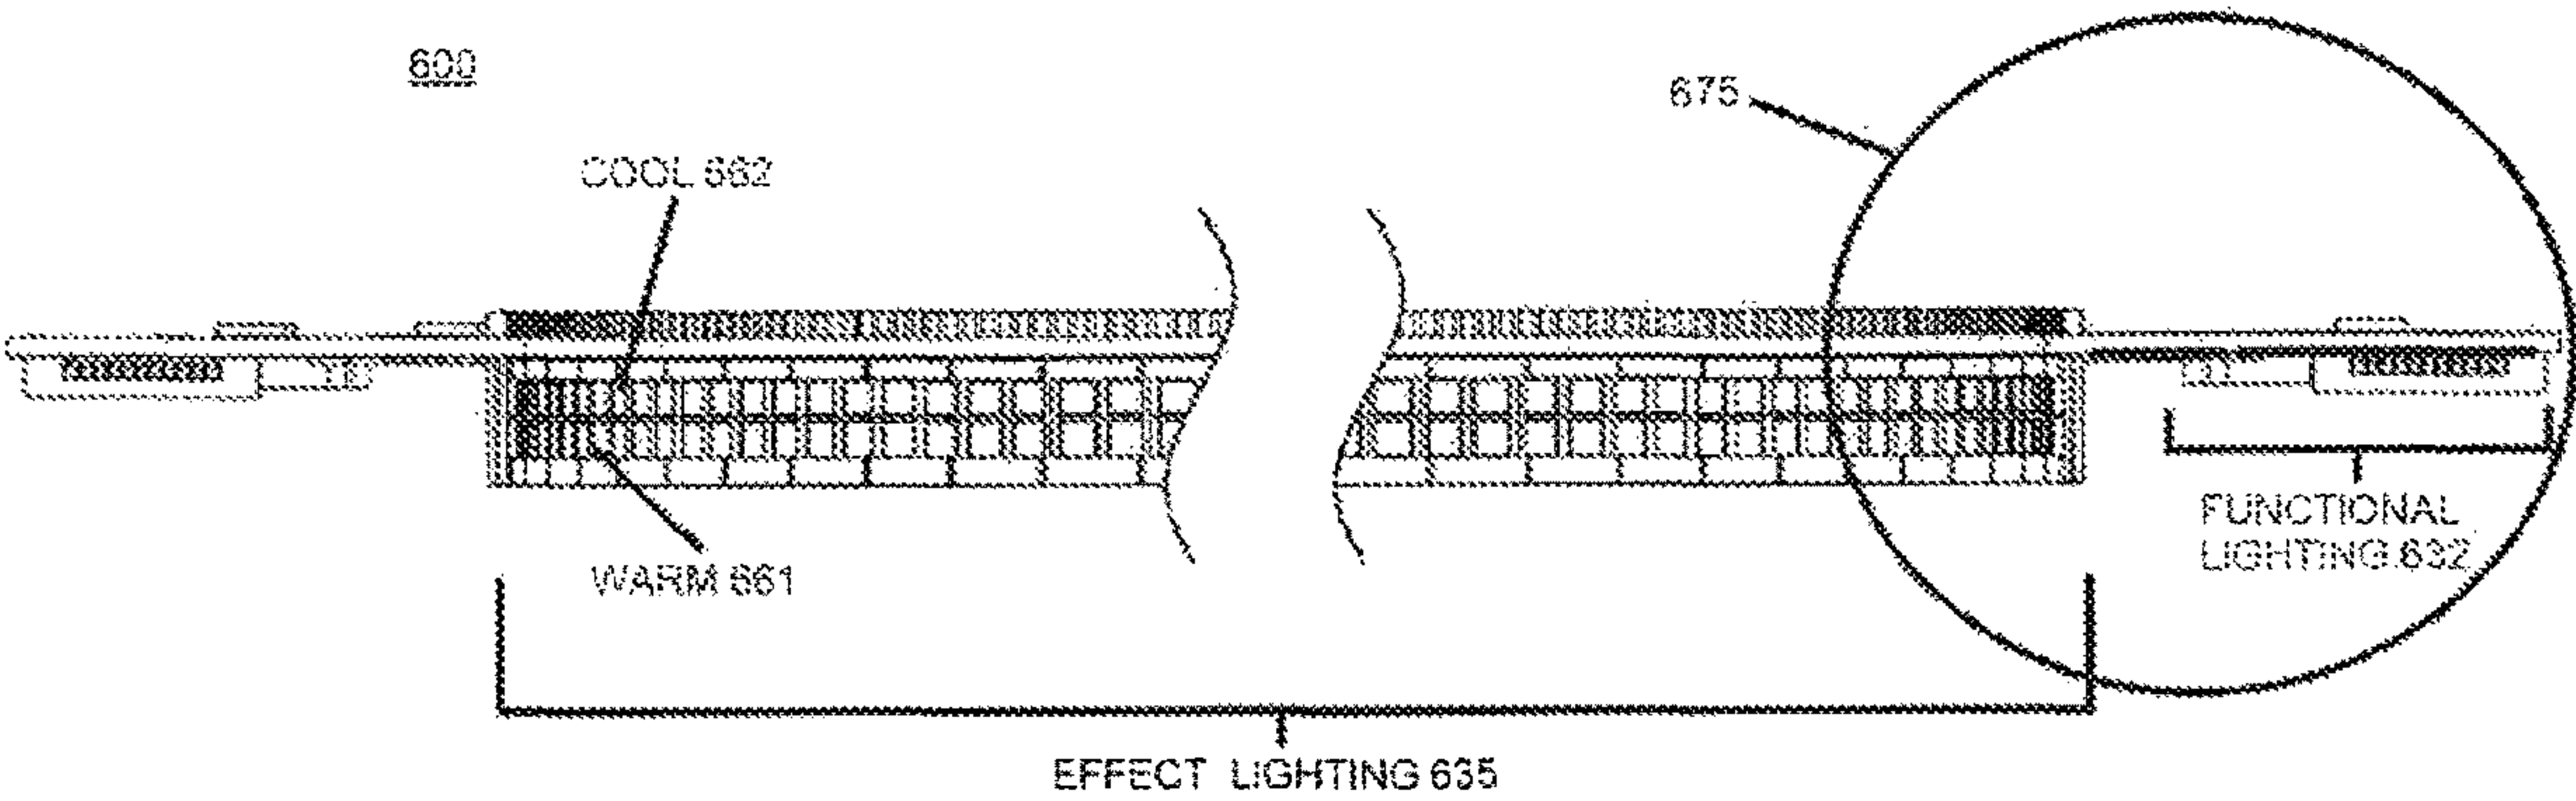 600
675
COOL 662
WARM 661
FUNCTIONAL
LIGHTING 632
EFFECT LIGHTING 635